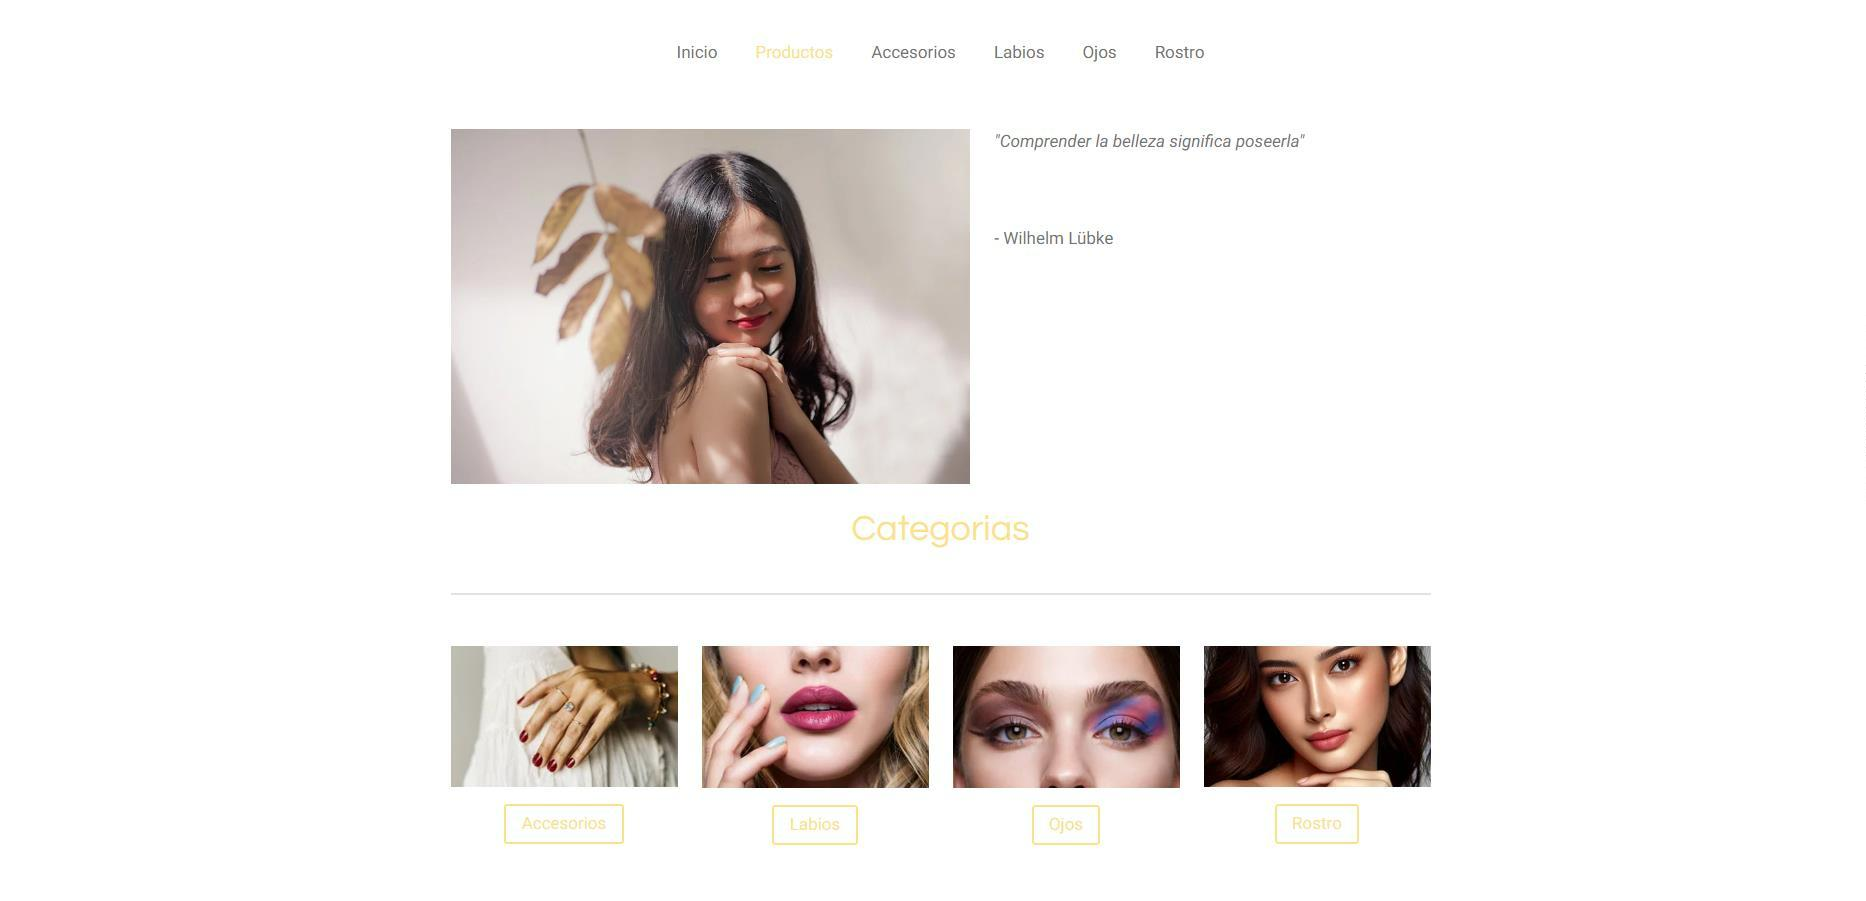 Inicio Productos Accesorios Labios Ojos Rostro
"Comprender la belleza significa poseerla"
- Wilhelm Lübke
Categorias
Accesorios Labios Ojos Rostro